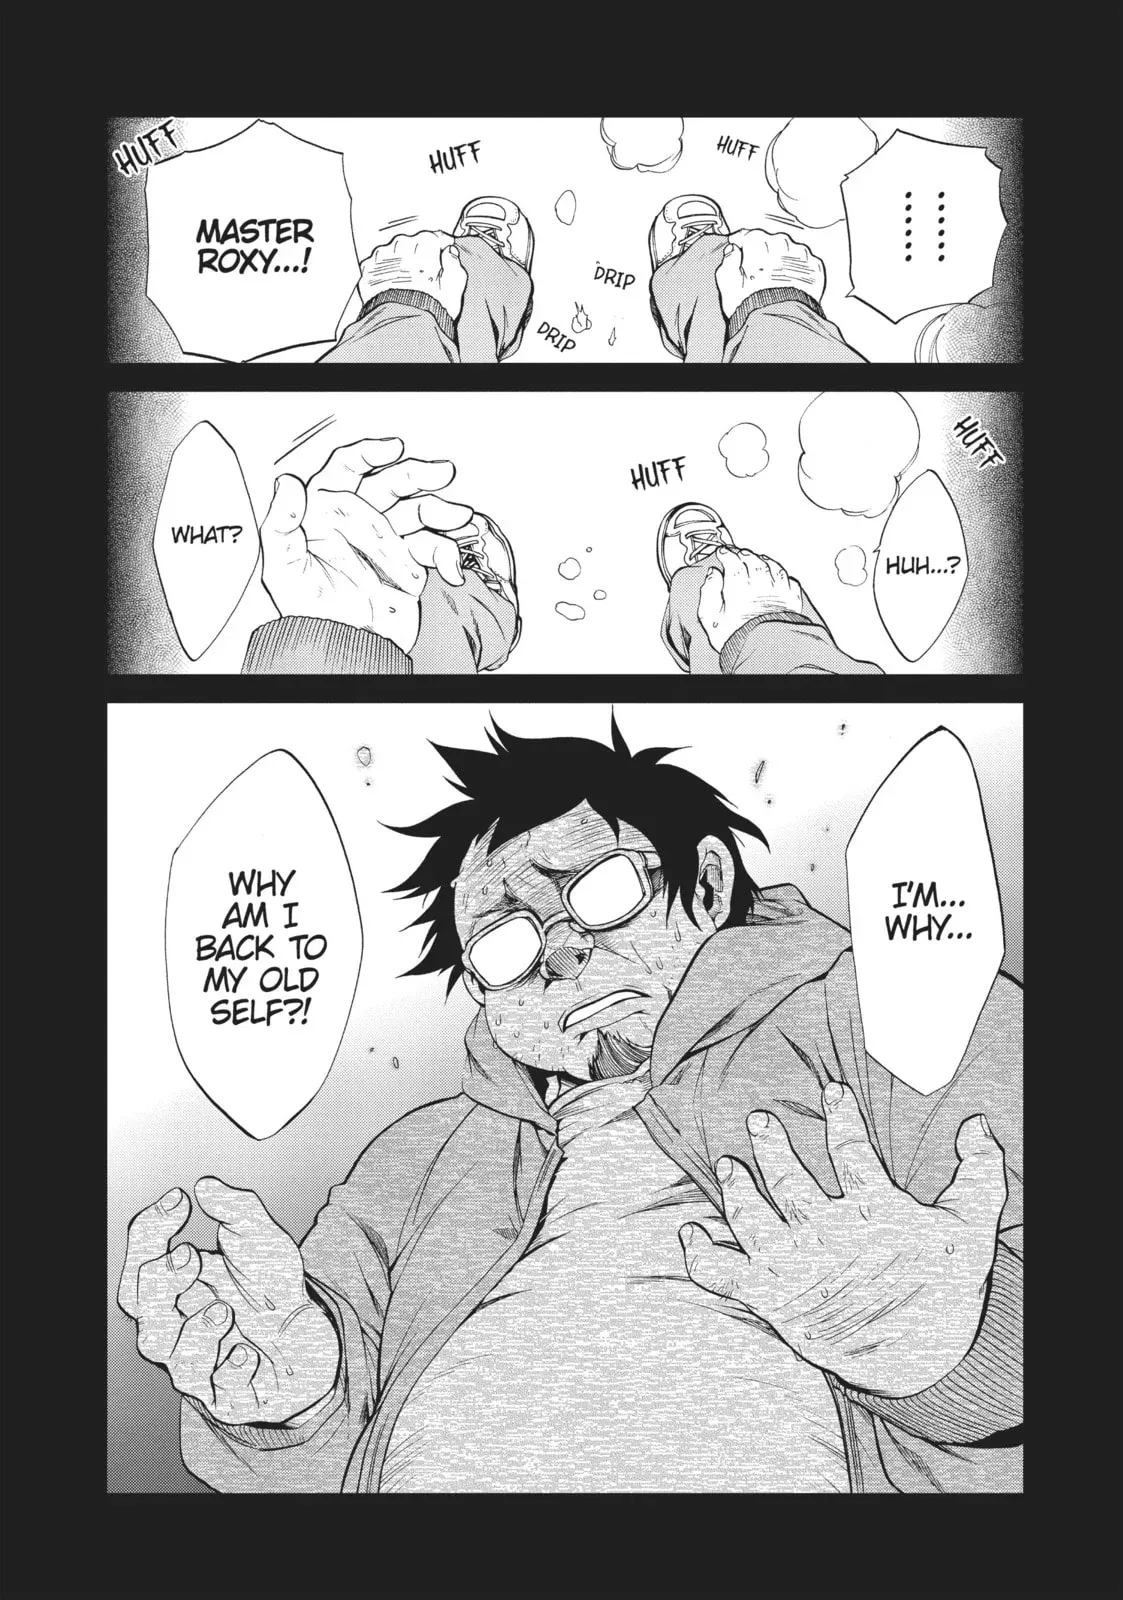 ......
......
HUFF
HUFF
DRIP
DRIP
MASTER
ROXY...!
HUFF
HUFF
HUH...?
HUFF
WHAT?
I'M...
WHY...
WHY
AM I
BACK TO
MY OLD
SELF?!